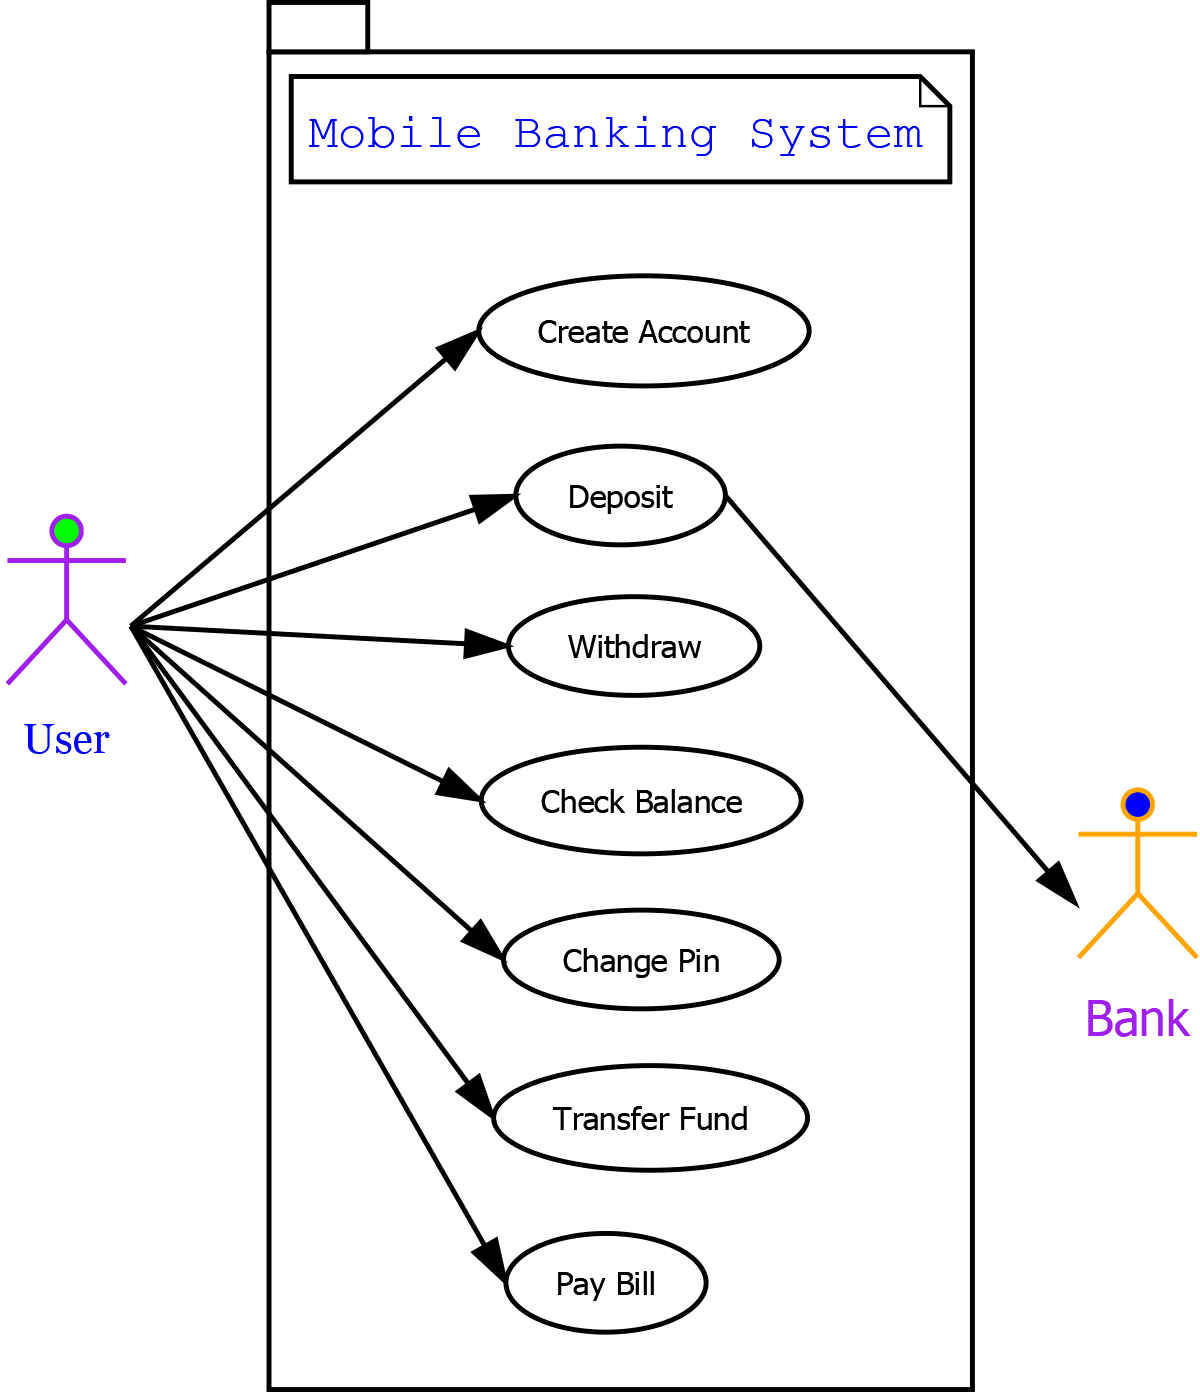 Mobile Banking System
Create Account
Deposit
Withdraw
User
Check Balance
Change Pin
Bank
Transfer Fund
Pay Bill